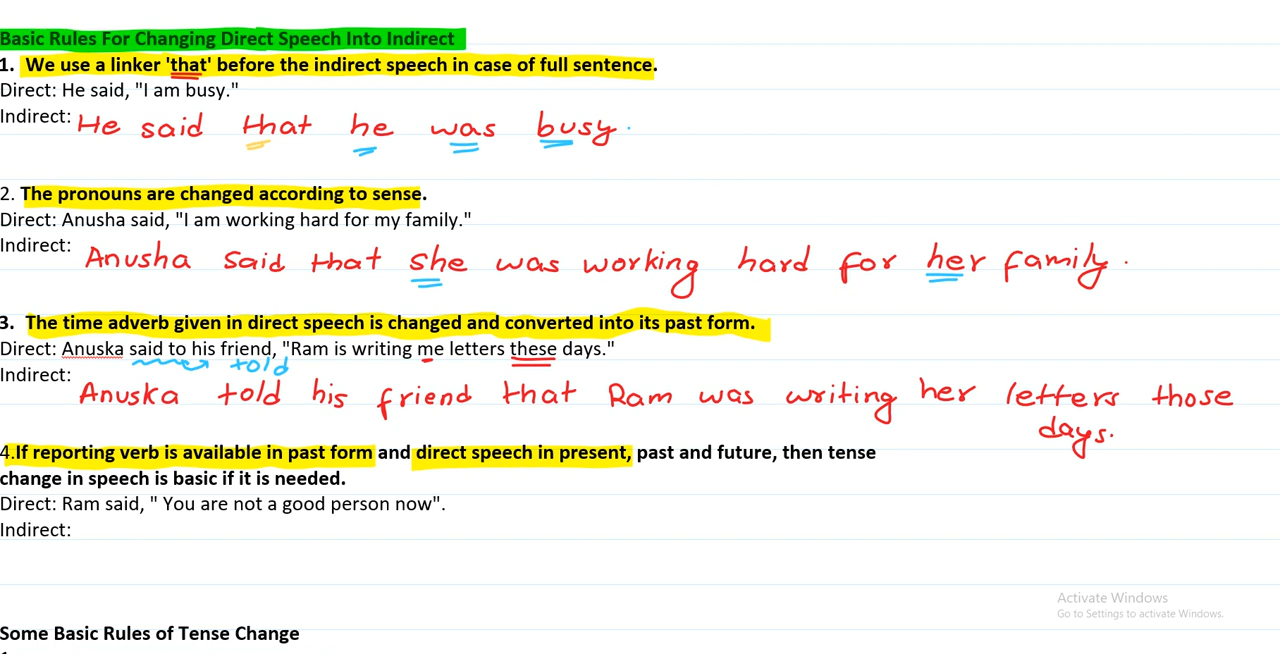 Basic Rules For Changing Direct Speech Into Indirect
1. We use a linker 'that' before the indirect speech in case of full sentence.
Direct: He said, "I am busy."
Indirect: He said that he was busy.
2. The pronouns are changed according to sense.
Direct: Anusha said, "I am working hard for my family."
Indirect: Anusha said that she was working hard for her family.
3. The time adverb given in direct speech is changed and converted into its past form.
Direct: Anuska said to his friend, "Ram is writing me letters these days."
told
Indirect: Anuska told his friend that Ram was writing her letters those
days.
4.If reporting verb is available in past form and direct speech in present, past and future, then tense
change in speech is basic if it is needed.
Direct: Ram said, " You are not a good person now".
Indirect:
Activate Windows
Go to Settings to activate Windows.
Some Basic Rules of Tense Change